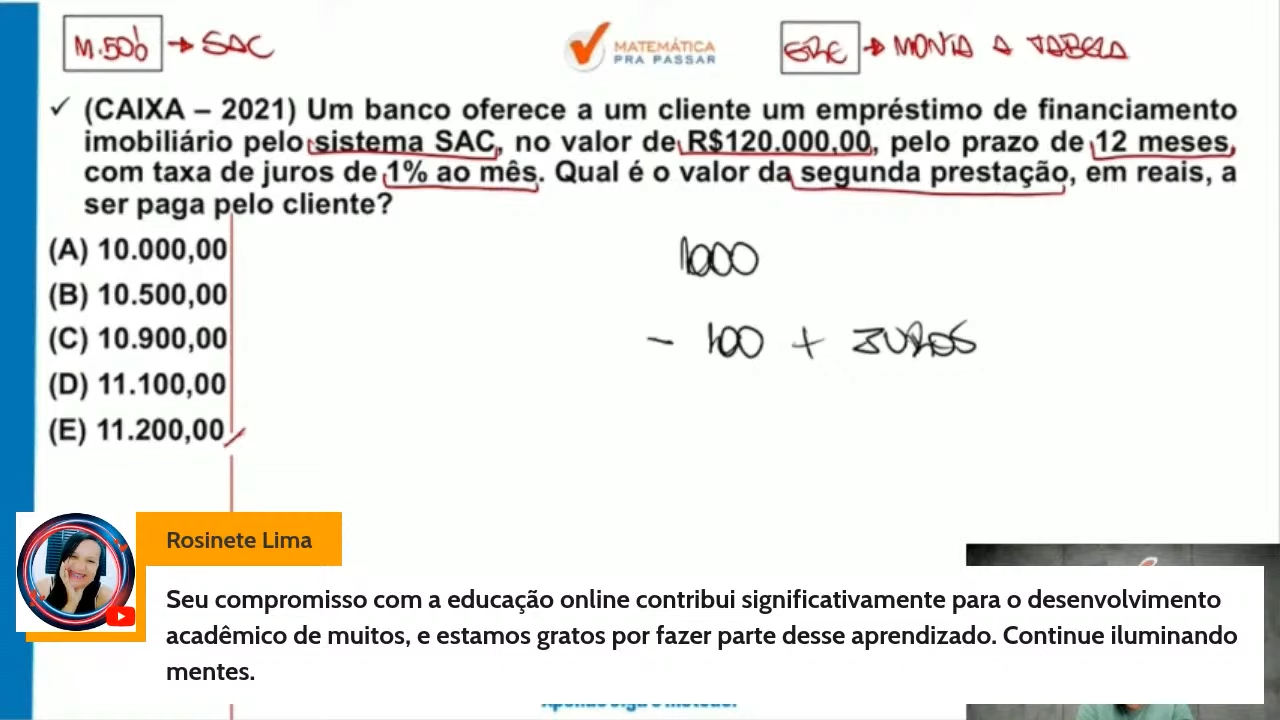 M.50b → SAC
MATEMÁTICA
PRA PASSAR
→ MONTA A TABELA
✓ (CAIXA – 2021) Um banco oferece a um cliente um empréstimo de financiamento
imobiliário pelo sistema SAC, no valor de R$120.000,00, pelo prazo de 12 meses,
com taxa de juros de 1% ao mês. Qual é o valor da segunda prestação, em reais, a
ser paga pelo cliente?
(A) 10.000,00
(B) 10.500,00
(C) 10.900,00
(D) 11.100,00
(E) 11.200,00
1000
- 100 + JUROS
Rosinete Lima
Seu compromisso com a educação online contribui significativamente para o desenvolvimento
acadêmico de muitos, e estamos gratos por fazer parte desse aprendizado. Continue iluminando
mentes.